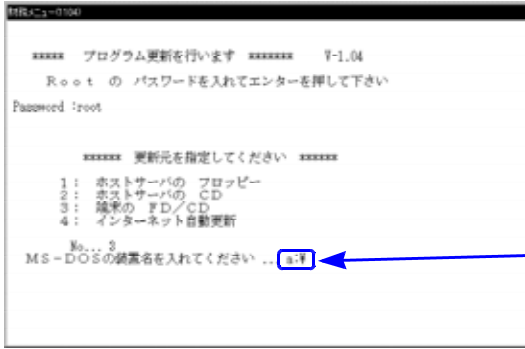 財務メニュー(0104)
***** プログラム更新を行います ******* V-1.04
Root の パスワードを入れてエンターを押して下さい
Password :root
****** 更新元を指定してください ******
1: ホストサーバの フロッピー
2: ホストサーバの CD
3: 端末の FD/CD
4: インターネット自動更新
No... 3
MS-DOSの装置名を入れてください ... a:¥